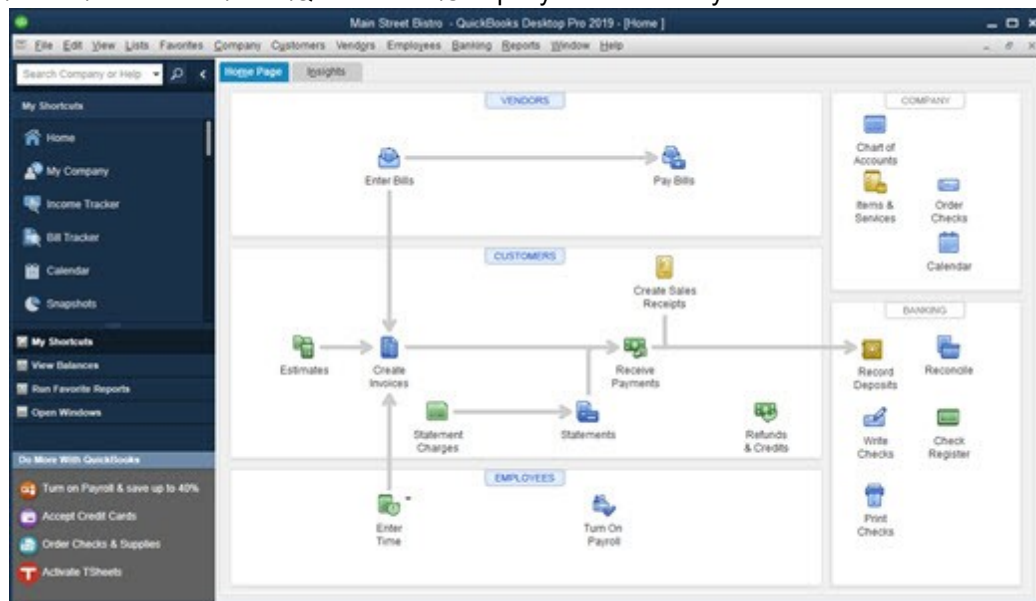 Main Street Bistro - QuickBooks Desktop Pro 2019 - [Home ]
File Edit View Lists Favorites Company Customers Vendors Employees Banking Reports Window Help
Search Company or Help
Home Page Insights
My Shortcuts
Home
My Company
Income Tracker
Bill Tracker
Calendar
Snapshots
My Shortcuts
View Balances
Run Favorite Reports
Open Windows
Do More With QuickBooks
Turn on Payroll & save up to 40%
Accept Credit Cards
Order Checks & Supplies
Activate TSheets
VENDORS
Enter Bills
Pay Bills
CUSTOMERS
Create Sales
Receipts
Estimates
Create
Invoices
Receive
Payments
Statement
Charges
Statements
Refunds
& Credits
EMPLOYEES
Enter
Time
Turn On
Payroll
COMPANY
Chart of
Accounts
Items &
Services
Order
Checks
Calendar
BANKING
Record
Deposits
Reconcile
Write
Checks
Check
Register
Print
Checks